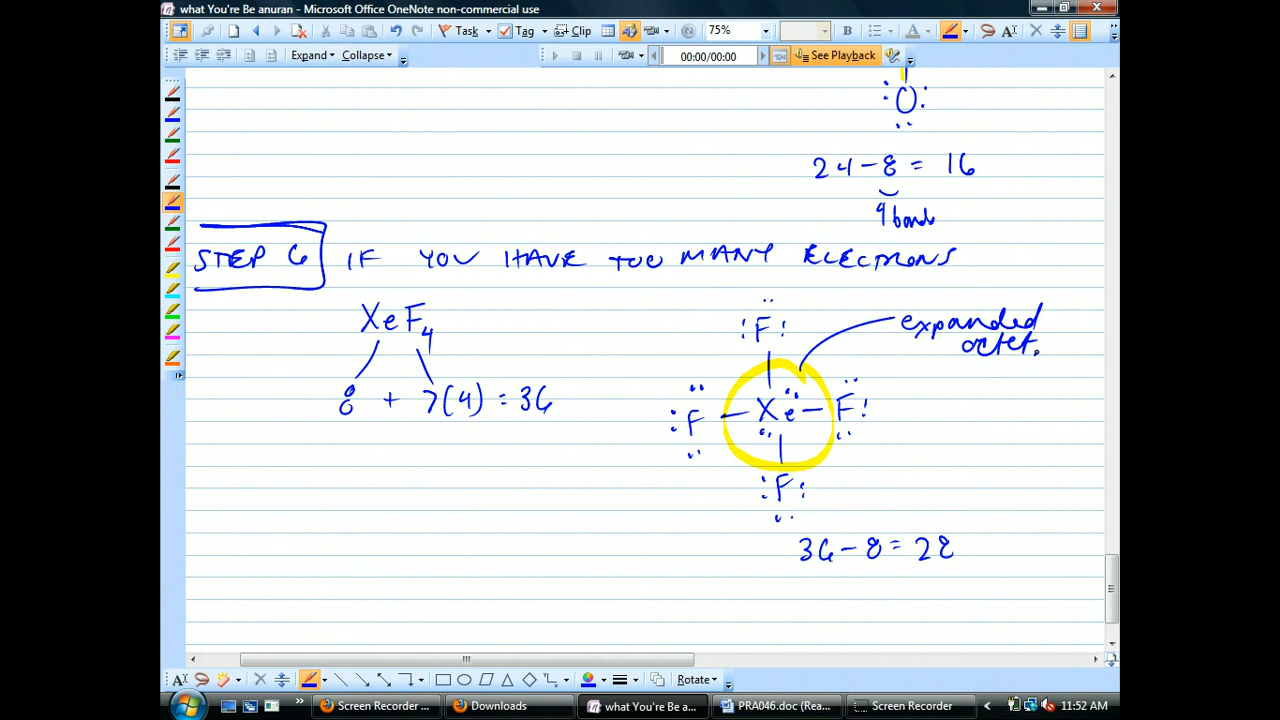 what You're Be anuran - Microsoft Office OneNote non-commercial use
Task Tag Clip 75%
Expand Collapse 00:00/00:00 See Playback
:O:
24 - 8 = 16
4 bonds
STEP 6 IF YOU HAVE TOO MANY ELECTRONS
XeF4
:F:
expanded
octet.
8 + 7(4) = 36
:F — Xe — F:
:F:
36 - 8 = 28
Rotate
Screen Recorder ... Downloads what You're Be a... PRA046.doc (Rea... Screen Recorder 11:52 AM